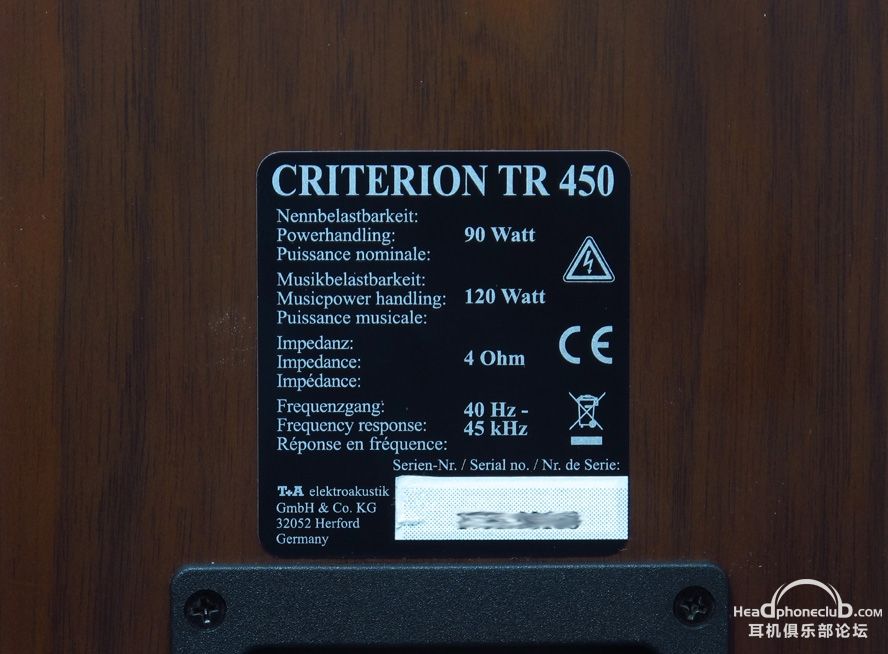 CRITERION TR 450
Nennbelastbarkeit:
Powerhandling: 90 Watt
Puissance nominale:
Musikbelastbarkeit:
Musicpower handling: 120 Watt
Puissance musicale:
Impedanz:
Impedance: 4 Ohm
Impédance:
Frequenzgang: 40 Hz -
Frequency response: 45 kHz
Réponse en fréquence:
CE
Serien-Nr. / Serial no. / Nr. de Serie:
T+A elektroakustik
GmbH & Co. KG
32052 Herford
Germany
Headphoneclub.com
耳机俱乐部论坛